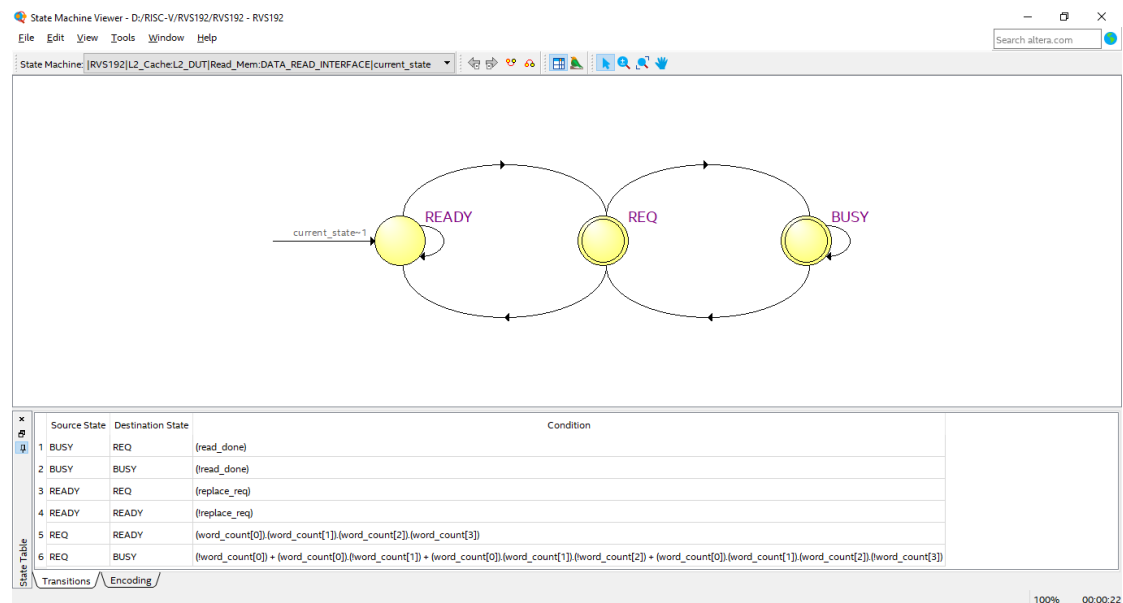 State Machine Viewer - D:/RISC-V/RVS192/RVS192 - RVS192
File Edit View Tools Window Help
Search altera.com
State Machine: |RVS192|L2_Cache:L2_DUT|Read_Mem:DATA_READ_INTERFACE|current_state
READY REQ BUSY
current_state~1
Source State Destination State Condition
1 BUSY REQ (read_done)
2 BUSY BUSY (!read_done)
3 READY REQ (replace_req)
4 READY READY (!replace_req)
5 REQ READY (word_count[0]).(word_count[1]).(word_count[2]).(word_count[3])
6 REQ BUSY (!word_count[0]) + (word_count[0]).(!word_count[1]) + (word_count[0]).(word_count[1]).(!word_count[2]) + (word_count[0]).(word_count[1]).(word_count[2]).(!word_count[3])
State Table
Transitions Encoding
100% 00:00:22